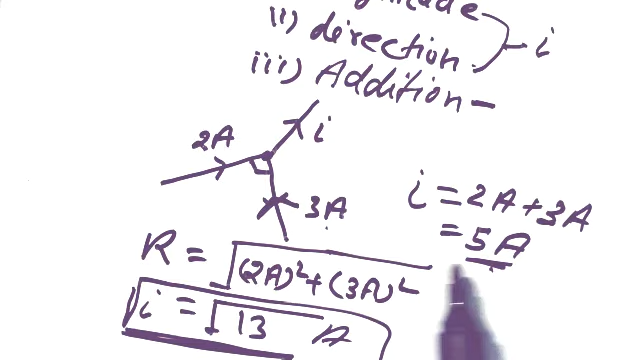 ii) direction
iii) Addition -
i
2A
i
3A
i = 2A + 3A
= 5A
R = √(2A)² + (3A)²
i = √13 A